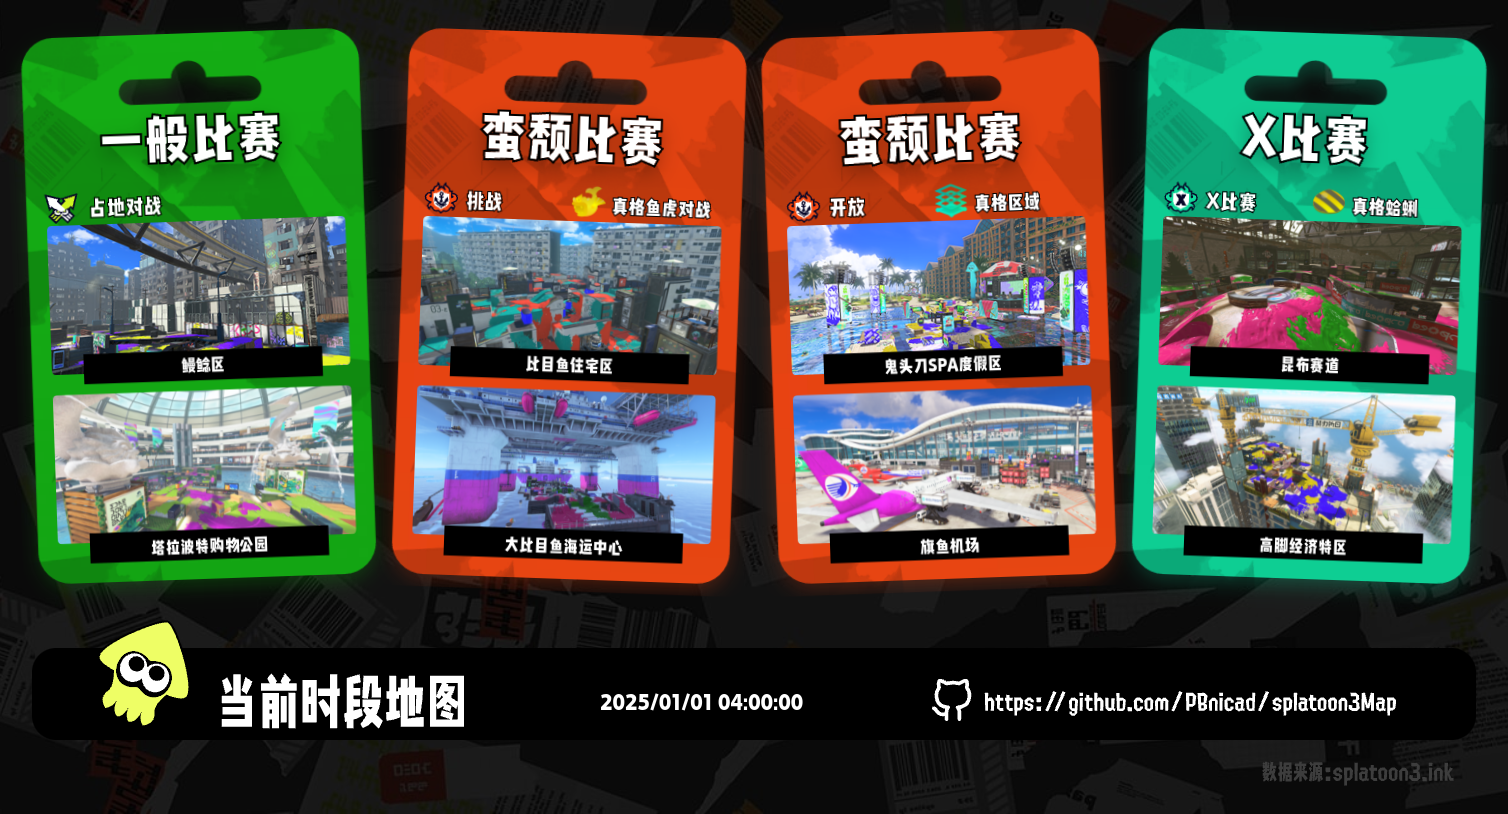 一般比赛
占地对战
鳗鲶区
塔拉波特购物公园
蛮颓比赛
挑战
真格鱼虎对战
比目鱼住宅区
大比目鱼海运中心
蛮颓比赛
开放
真格区域
鬼头刀SPA度假区
旗鱼机场
X比赛
X比赛
真格蛤蜊
昆布赛道
高脚经济特区
当前时段地图
2025/01/01 04:00:00
https://github.com/PBnicad/splatoon3Map
数据来源:splatoon3.ink